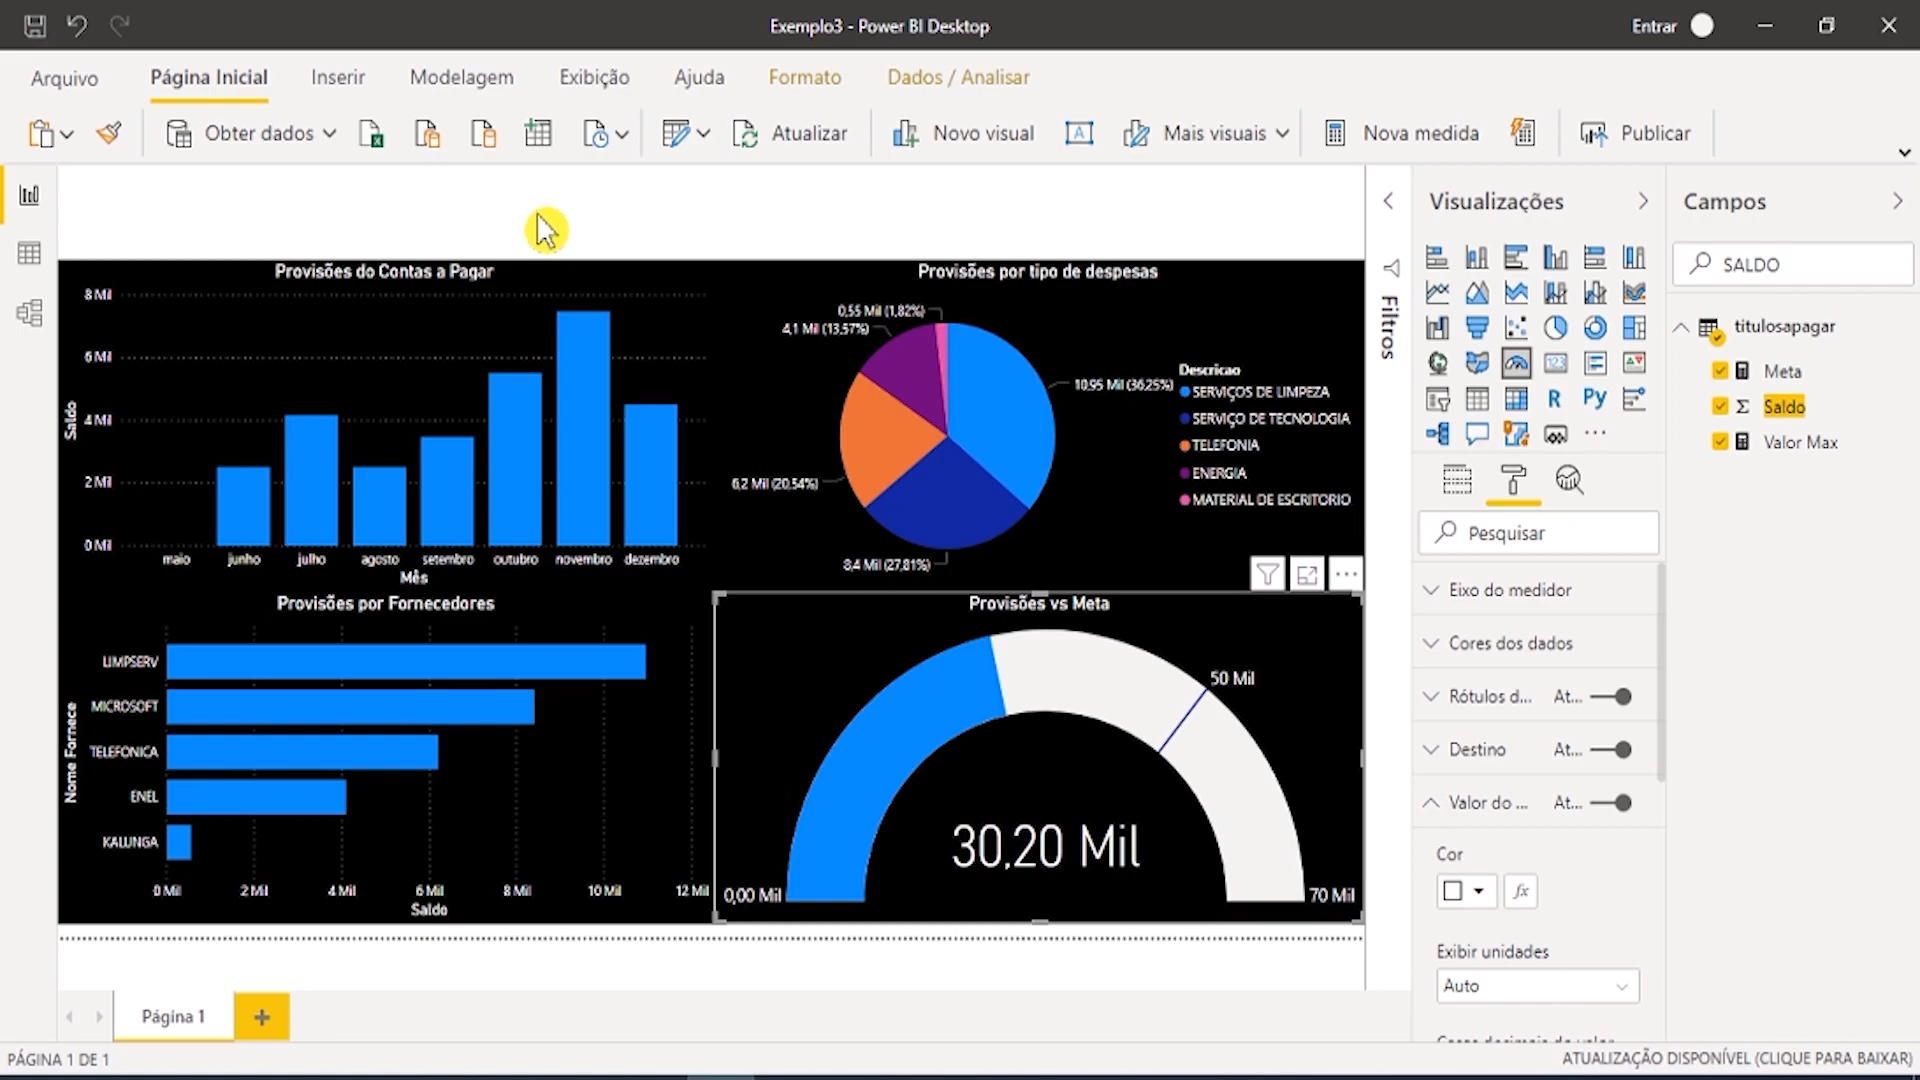 Exemplo3 - Power BI Desktop
Entrar
Arquivo
Página Inicial
Inserir
Modelagem
Exibição
Ajuda
Formato
Dados / Analisar
Obter dados
Atualizar
Novo visual
Mais visuais
Nova medida
Publicar
Provisões do Contas a Pagar
8 Mil
6 Mil
4 Mil
2 Mil
0 Mil
Saldo
maio
junho
julho
agosto
setembro
outubro
novembro
dezembro
Mês
Provisões por tipo de despesas
0,55 Mil (1,82%)
4,1 Mil (13,57%)
10,95 Mil (36,25%)
6,2 Mil (20,54%)
8,4 Mil (27,81%)
Descricao
SERVIÇOS DE LIMPEZA
SERVIÇO DE TECNOLOGIA
TELEFONIA
ENERGIA
MATERIAL DE ESCRITORIO
Provisões por Fornecedores
Nome Fornece
LIMPSERV
MICROSOFT
TELEFONICA
ENEL
KALUNGA
0 Mil
2 Mil
4 Mil
6 Mil
8 Mil
10 Mil
12 Mil
Saldo
Provisões vs Meta
50 Mil
30,20 Mil
0,00 Mil
70 Mil
Filtros
Visualizações
123
R
Py
Pesquisar
Eixo do medidor
Cores dos dados
Rótulos d... At...
Destino At...
Valor do ... At...
Cor
fx
Exibir unidades
Auto
Campos
SALDO
titulosapagar
Meta
Saldo
Valor Max
Página 1
PÁGINA 1 DE 1
ATUALIZAÇÃO DISPONÍVEL (CLIQUE PARA BAIXAR)